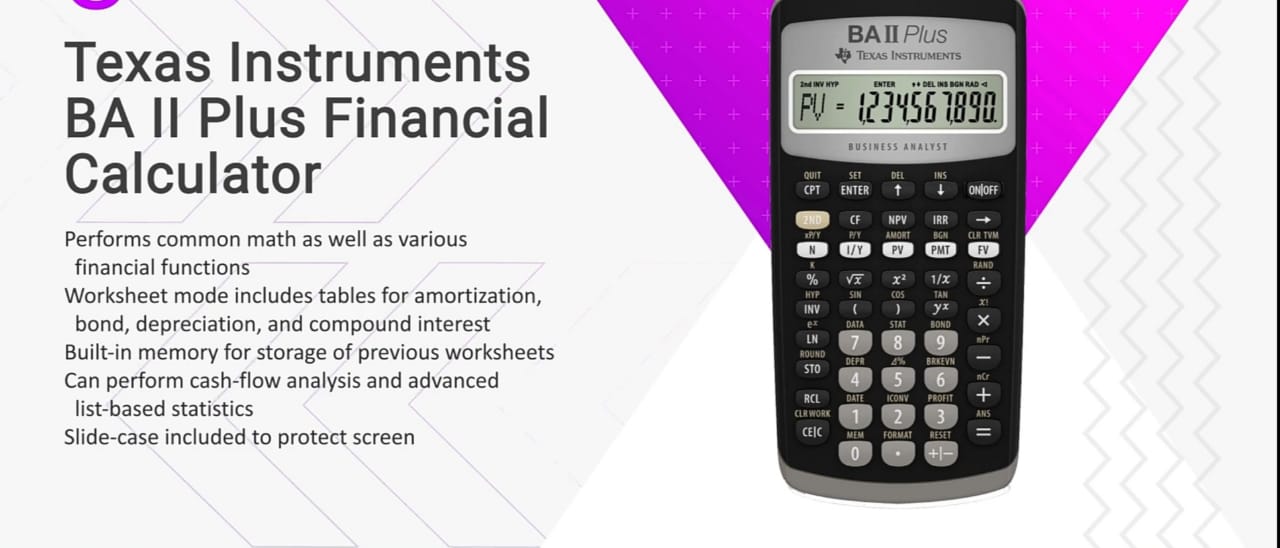 Texas Instruments
BA II Plus Financial
Calculator
Performs common math as well as various
financial functions
Worksheet mode includes tables for amortization,
bond, depreciation, and compound interest
Built-in memory for storage of previous worksheets
Can perform cash-flow analysis and advanced
list-based statistics
Slide-case included to protect screen
BA II Plus
TEXAS INSTRUMENTS
2nd INV HYP ENTER DEL INS BGN RAD
PV = 1,234,567,890.
BUSINESS ANALYST
QUIT SET DEL INS
CPT ENTER ↑ ↓ ON|OFF
2ND CF NPV IRR →
xP/Y P/Y AMORT BGN CLR TVM
N I/Y PV PMT FV
K RAND
% √x x² 1/x ÷
HYP SIN COS TAN x!
INV ( ) yˣ ×
eˣ DATA STAT BOND nPr
LN 7 8 9 −
ROUND DEPR Δ% BRKEVN nCr
STO 4 5 6 +
RCL DATE ICONV PROFIT ANS
CLR WORK 1 2 3 =
CE|C MEM FORMAT RESET
0 . +|−